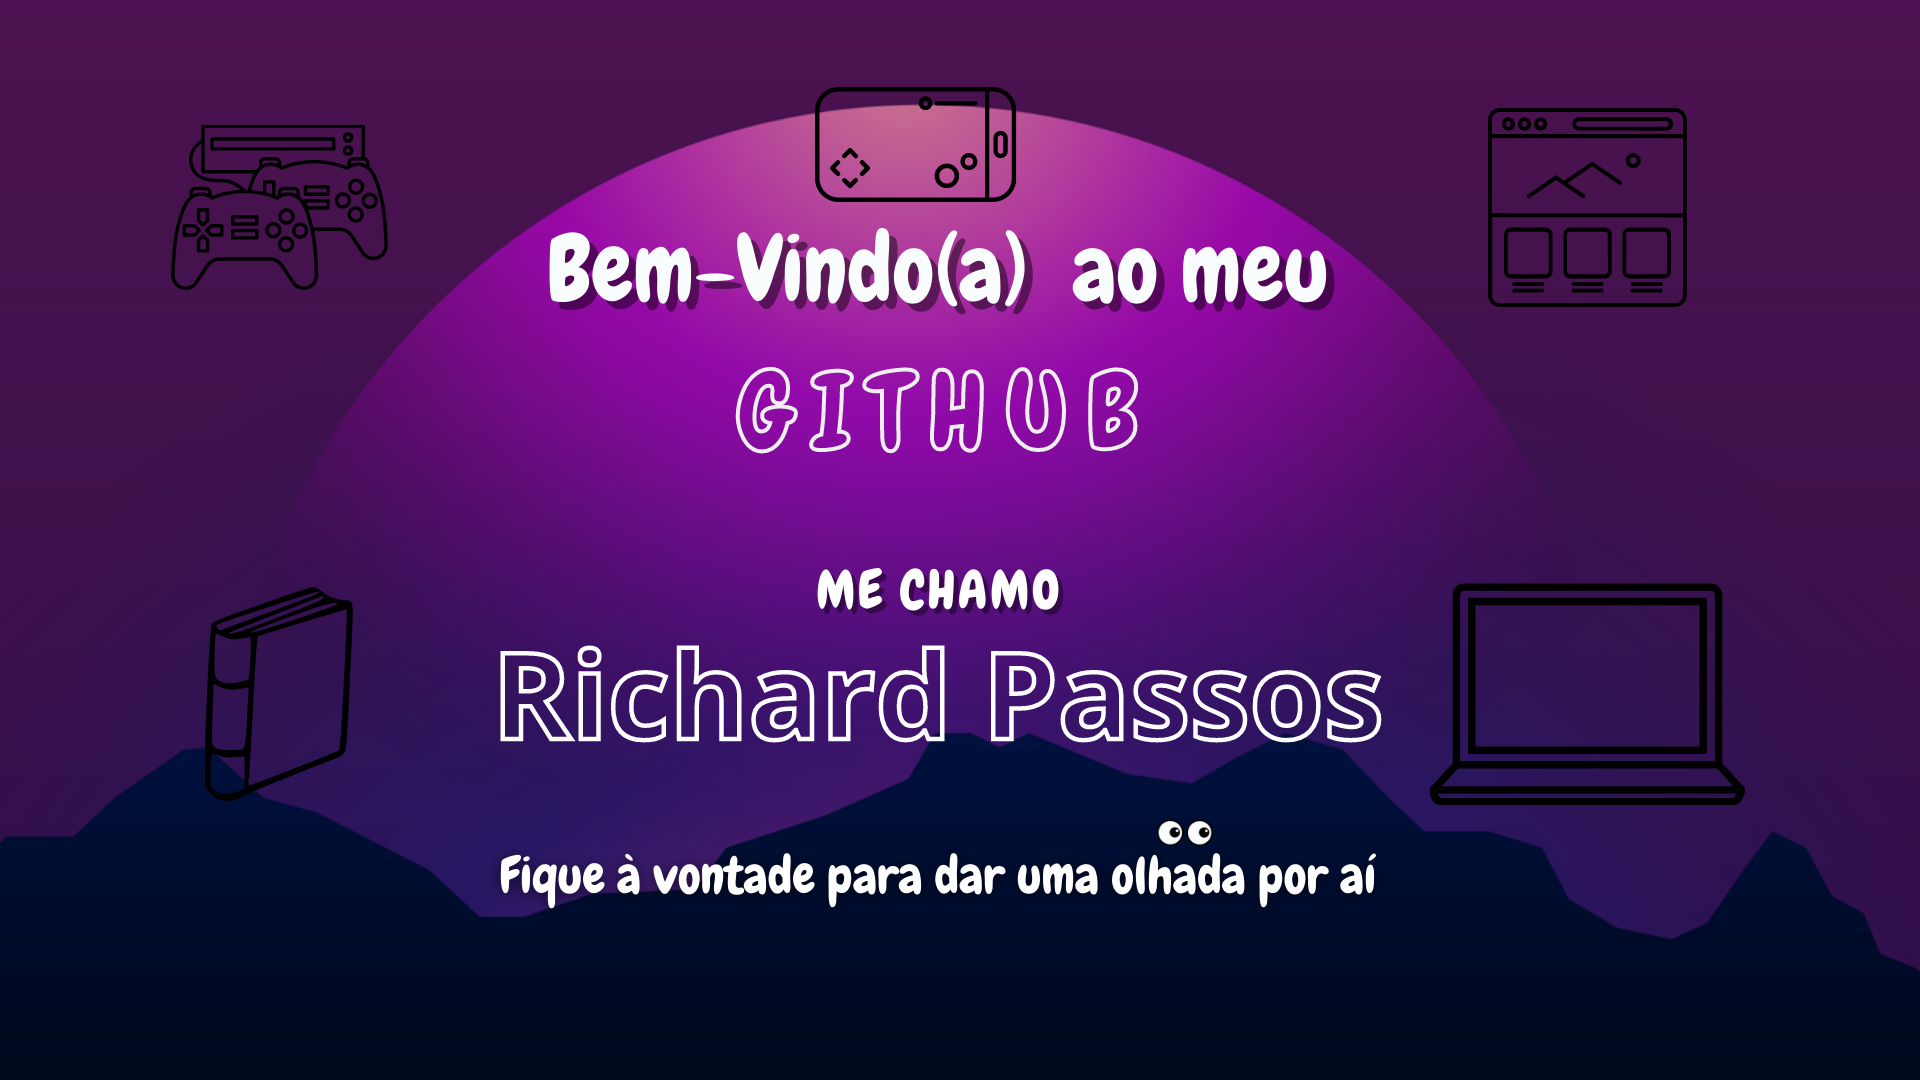 Bem-Vindo(a) ao meu
GITHUB
ME CHAMO
Richard Passos
Fique à vontade para dar uma olhada por aí